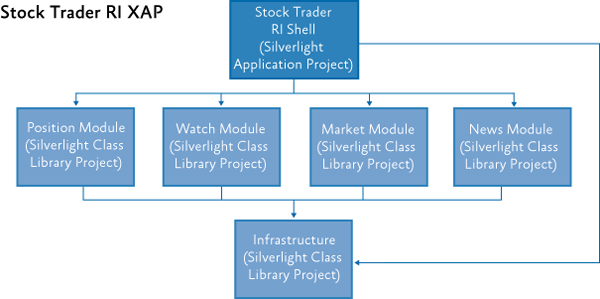 Stock Trader RI XAP
Stock Trader
RI Shell
(Silverlight
Application Project)
Position Module
(Silverlight Class
Library Project)
Watch Module
(Silverlight Class
Library Project)
Market Module
(Silverlight Class
Library Project)
News Module
(Silverlight Class
Library Project)
Infrastructure
(Silverlight Class
Library Project)